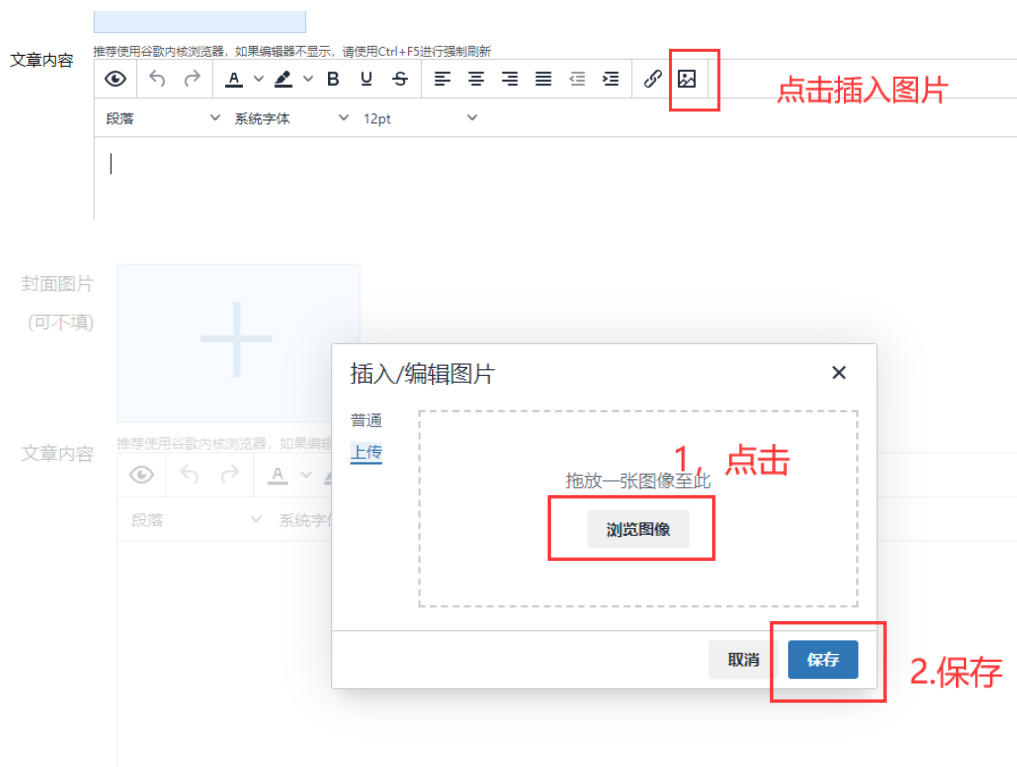 文章内容
推荐使用谷歌内核浏览器，如果编辑器不显示，请使用Ctrl+F5进行强制刷新
A B U S
点击插入图片
段落 系统字体 12pt
封面图片
(可不填)
插入/编辑图片
普通
上传
1，点击
拖放一张图像至此
浏览图像
文章内容
推荐使用谷歌内核浏览器，如果编辑
A
段落 系统字体
取消 保存
2.保存